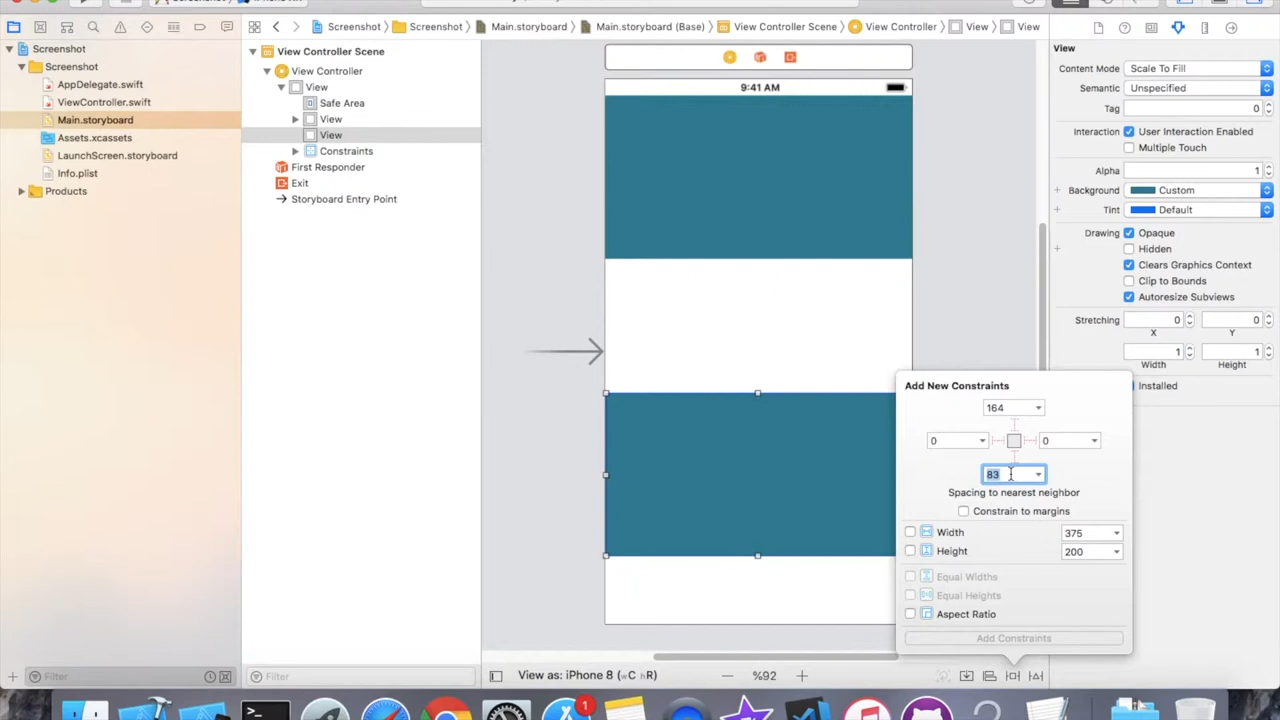 Screenshot
Screenshot
Main.storyboard
Main.storyboard (Base)
View Controller Scene
View Controller
View
View
Screenshot
Screenshot
AppDelegate.swift
ViewController.swift
Main.storyboard
Assets.xcassets
LaunchScreen.storyboard
Info.plist
Products
Filter
View Controller Scene
View Controller
View
Safe Area
View
View
Constraints
First Responder
Exit
Storyboard Entry Point
Filter
9:41 AM
View as: iPhone 8 (wC hR)
%92
Add New Constraints
164
0
0
83
Spacing to nearest neighbor
Constrain to margins
Width 375
Height 200
Equal Widths
Equal Heights
Aspect Ratio
Add Constraints
View
Content Mode Scale To Fill
Semantic Unspecified
Tag 0
Interaction User Interaction Enabled
Multiple Touch
Alpha 1
Background Custom
Tint Default
Drawing Opaque
Hidden
Clears Graphics Context
Clip to Bounds
Autoresize Subviews
Stretching 0 0
X Y
1 1
Width Height
Installed
1